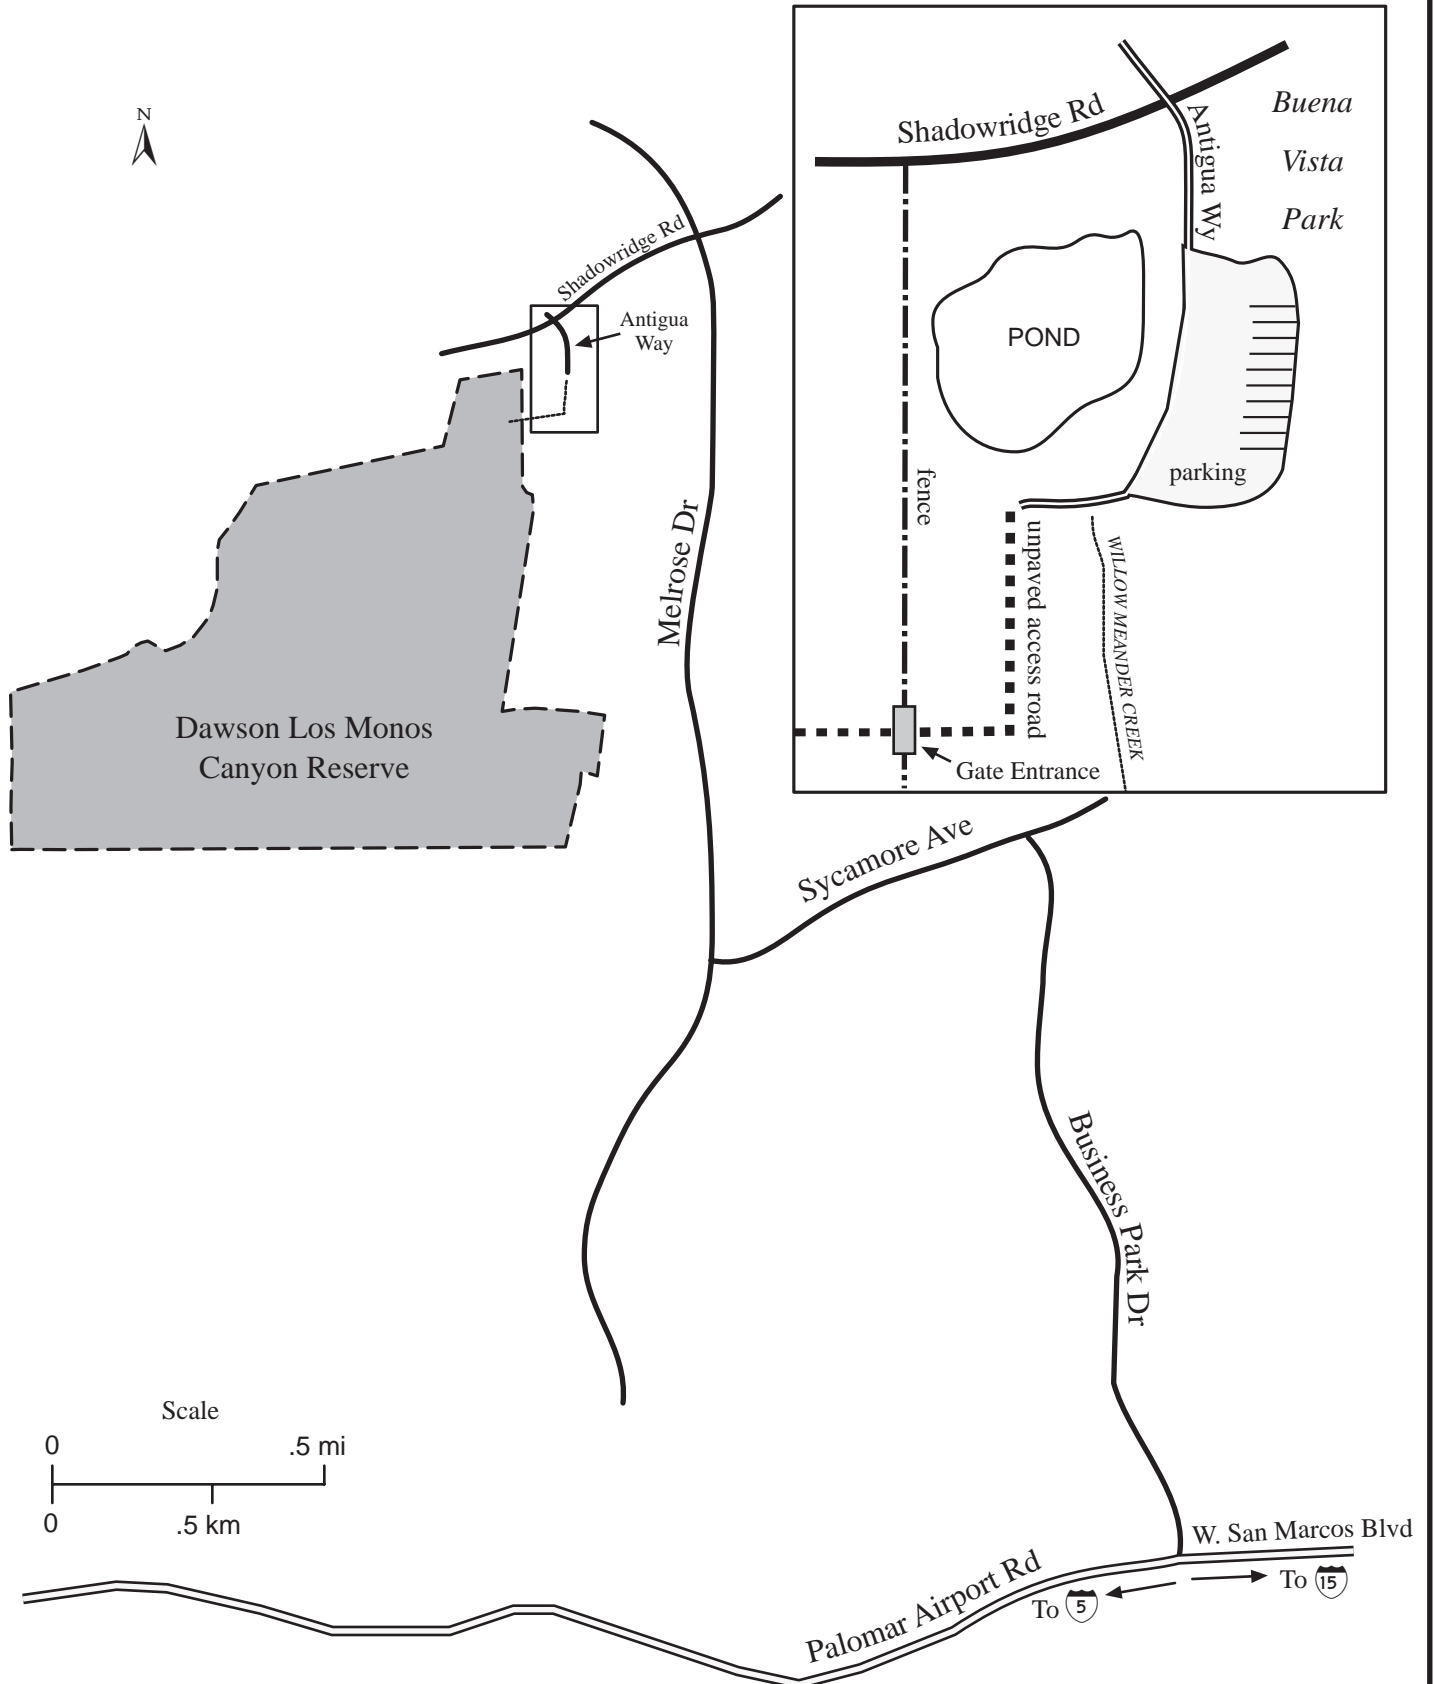 N
Shadowridge Rd
Antigua
Way
Melrose Dr
Dawson Los Monos
Canyon Reserve
Shadowridge Rd
Antigua Wy
Buena
Vista
Park
POND
parking
fence
unpaved access road
WILLOW MEANDER CREEK
Gate Entrance
Sycamore Ave
Business Park Dr
Scale
0
.5 mi
0
.5 km
W. San Marcos Blvd
Palomar Airport Rd
To 5
To 15